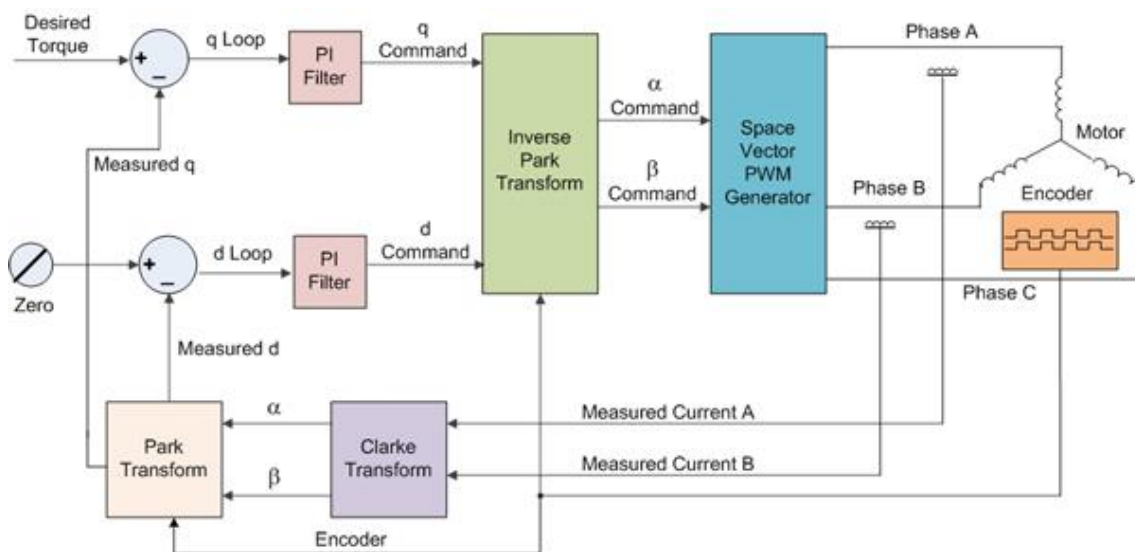 Desired
Torque
+
−
q Loop
PI
Filter
q
Command
Measured q
Inverse
Park
Transform
α
Command
β
Command
Space
Vector
PWM
Generator
Phase A
Phase B
Phase C
Motor
Encoder
Zero
+
−
d Loop
PI
Filter
d
Command
Measured d
Park
Transform
α
β
Clarke
Transform
Measured Current A
Measured Current B
Encoder